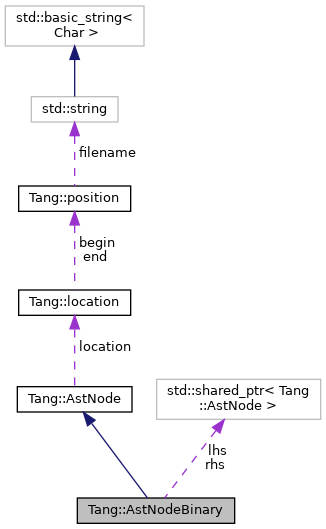 std::basic_string<
Char >
std::string
filename
Tang::position
begin
end
Tang::location
location
Tang::AstNode
std::shared_ptr< Tang
::AstNode >
lhs
rhs
Tang::AstNodeBinary